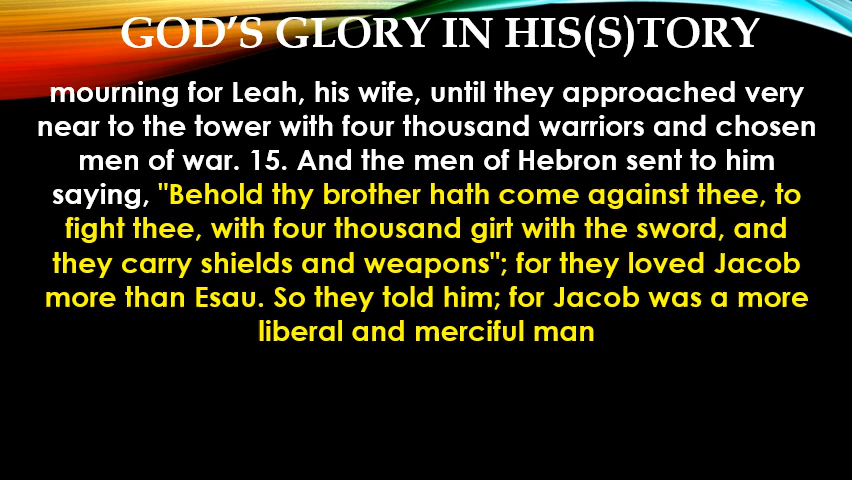 GOD’S GLORY IN HIS(S)TORY
mourning for Leah, his wife, until they approached very
near to the tower with four thousand warriors and chosen
men of war. 15. And the men of Hebron sent to him
saying, "Behold thy brother hath come against thee, to
fight thee, with four thousand girt with the sword, and
they carry shields and weapons"; for they loved Jacob
more than Esau. So they told him; for Jacob was a more
liberal and merciful man